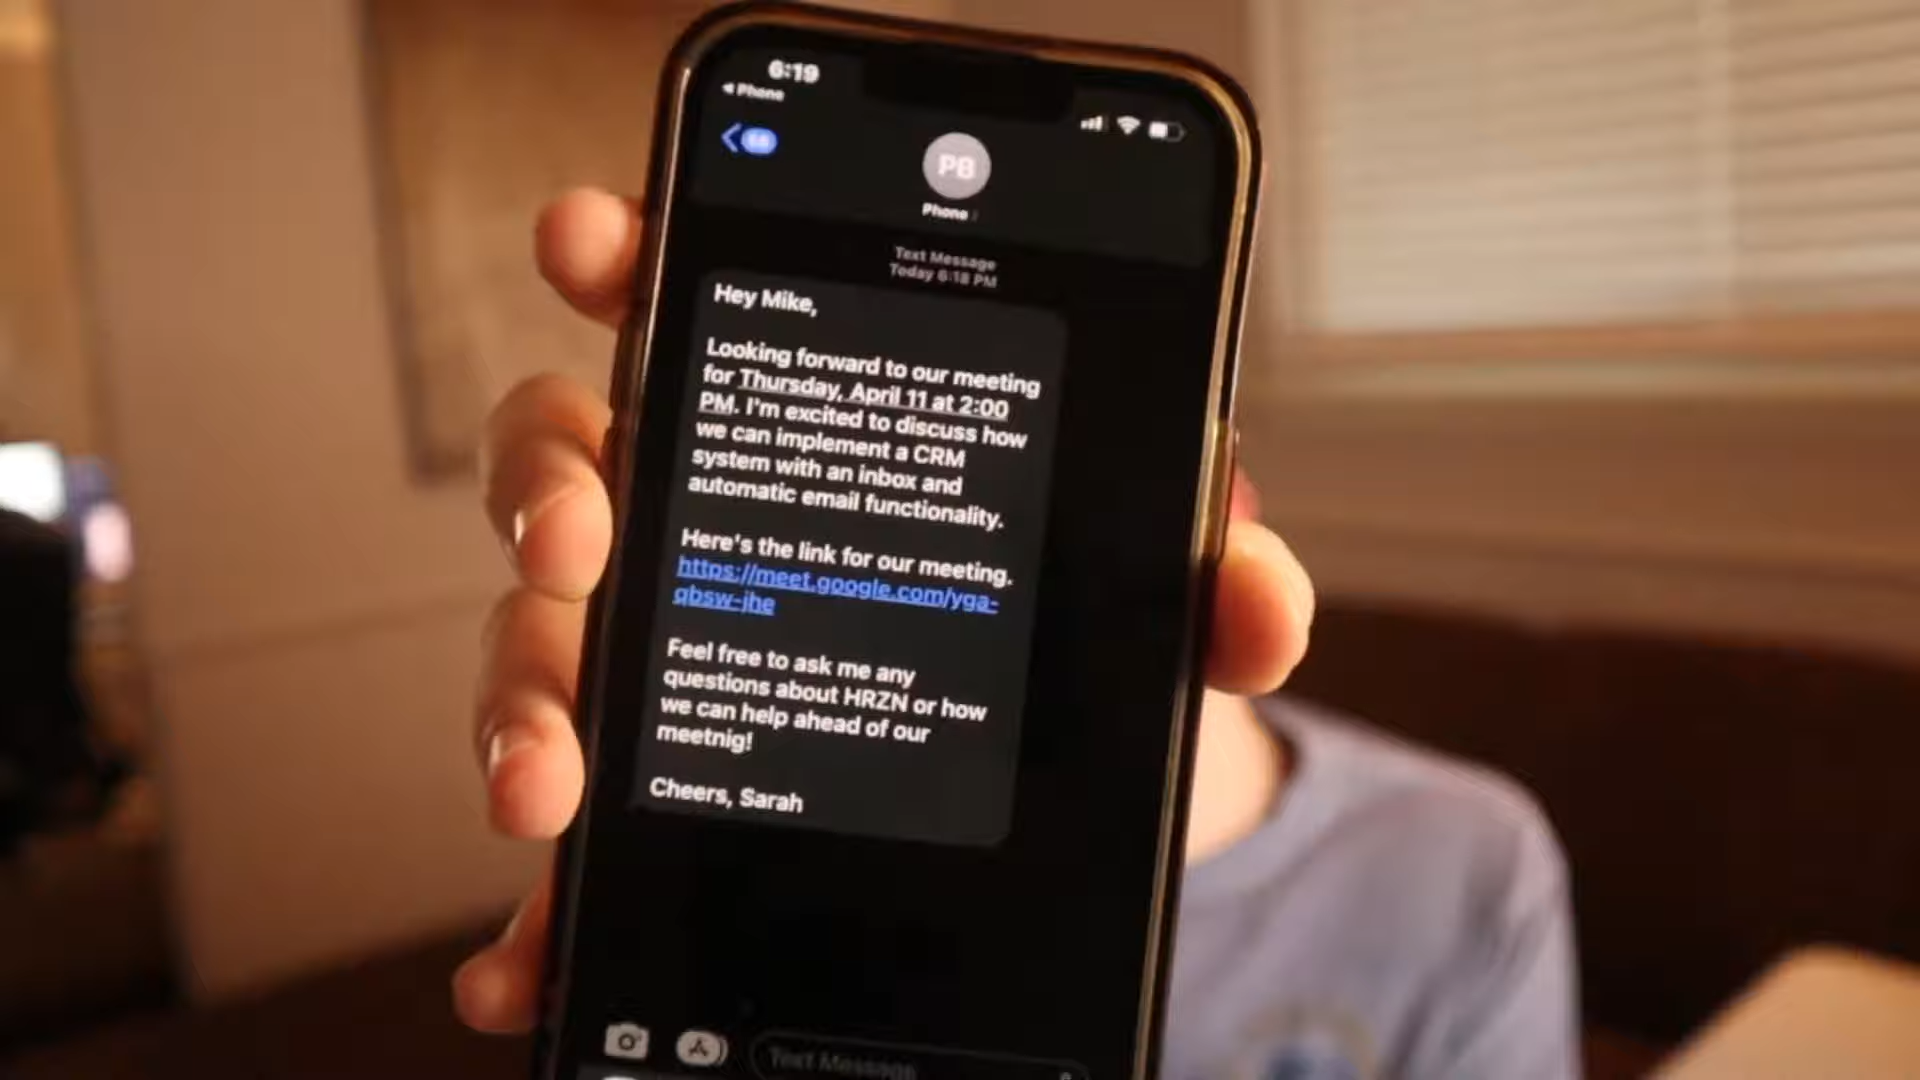 6:19
Phone
PB
Phone
Text Message
Today 6:18 PM
Hey Mike,
Looking forward to our meeting
for Thursday, April 11 at 2:00
PM. I'm excited to discuss how
we can implement a CRM
system with an inbox and
automatic email functionality.
Here's the link for our meeting.
https://meet.google.com/yga-
qbsw-jhe
Feel free to ask me any
questions about HRZN or how
we can help ahead of our
meetnig!
Cheers, Sarah
Text Message